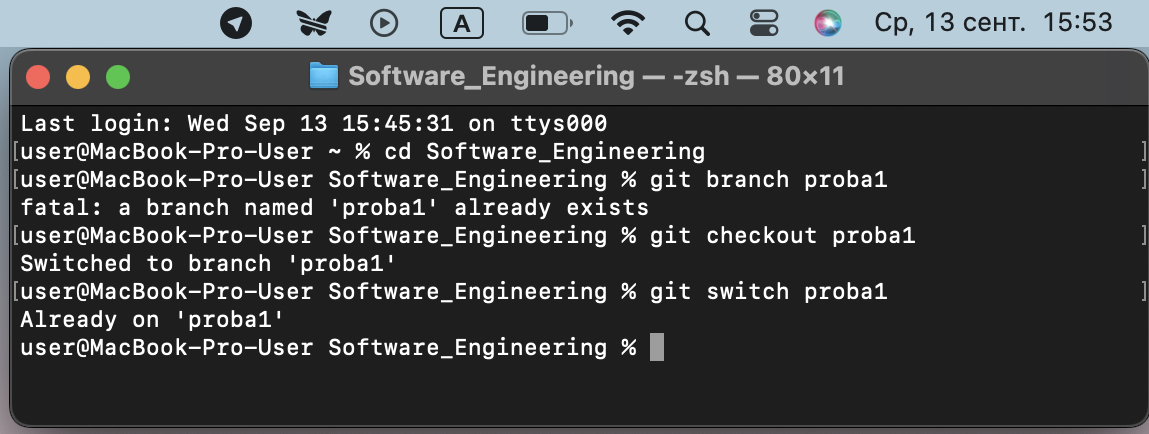 A
Ср, 13 сент. 15:53
Software_Engineering — -zsh — 80×11
Last login: Wed Sep 13 15:45:31 on ttys000
[user@MacBook-Pro-User ~ % cd Software_Engineering ]
[user@MacBook-Pro-User Software_Engineering % git branch proba1 ]
fatal: a branch named 'proba1' already exists
[user@MacBook-Pro-User Software_Engineering % git checkout proba1 ]
Switched to branch 'proba1'
[user@MacBook-Pro-User Software_Engineering % git switch proba1 ]
Already on 'proba1'
user@MacBook-Pro-User Software_Engineering %